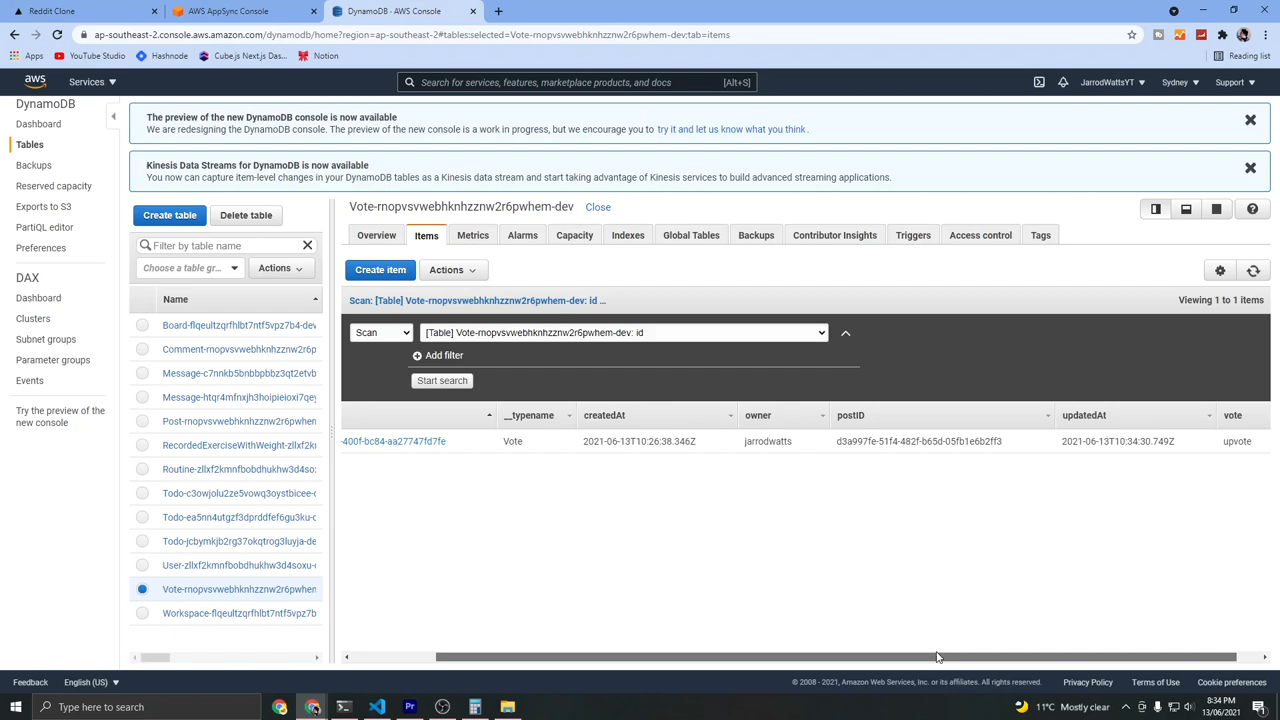 Reddit Clone
AWS AppSync Console
DynamoDB - AWS Console
ap-southeast-2.console.aws.amazon.com/dynamodb/home?region=ap-southeast-2#tables:selected=Vote-rnopvsvwebhknhzznw2r6pwhem-dev;tab=items
Apps
YouTube Studio
Hashnode
Cube.js Next.js Das...
Notion
Reading list
aws
Services
Search for services, features, marketplace products, and docs
[Alt+S]
JarrodWattsYT
Sydney
Support
DynamoDB
Dashboard
Tables
Backups
Reserved capacity
Exports to S3
PartiQL editor
Preferences
DAX
Dashboard
Clusters
Subnet groups
Parameter groups
Events
Try the preview of the
new console
The preview of the new DynamoDB console is now available
We are redesigning the DynamoDB console. The preview of the new console is a work in progress, but we encourage you to try it and let us know what you think.
Kinesis Data Streams for DynamoDB is now available
You now can capture item-level changes in your DynamoDB tables as a Kinesis data stream and start taking advantage of Kinesis services to build advanced streaming applications.
Create table
Delete table
Filter by table name
Choose a table gr...
Actions
Name
Board-flqeultzqrfhlbt7ntf5vpz7b4-dev
Comment-rnopvsvwebhknhzznw2r6p
Message-c7nnkb5bnbbpbbz3qt2etvb
Message-htqr4mfnxjh3hoipieioxi7qey
Post-rnopvsvwebhknhzznw2r6pwhem
RecordedExerciseWithWeight-zllxf2k
Routine-zllxf2kmnfbobdhukhw3d4sox
Todo-c3owjolu2ze5vowq3oystbicee-c
Todo-ea5nn4utgzf3dprddfef6gu3ku-c
Todo-jcbymkjb2rg37okqtrog3luyja-de
User-zllxf2kmnfbobdhukhw3d4soxu-
Vote-rnopvsvwebhknhzznw2r6pwhem
Workspace-flqeultzqrfhlbt7ntf5vpz7b
Vote-rnopvsvwebhknhzznw2r6pwhem-dev
Close
Overview
Items
Metrics
Alarms
Capacity
Indexes
Global Tables
Backups
Contributor Insights
Triggers
Access control
Tags
Create item
Actions
Scan: [Table] Vote-rnopvsvwebhknhzznw2r6pwhem-dev: id ...
Viewing 1 to 1 items
Scan
[Table] Vote-rnopvsvwebhknhzznw2r6pwhem-dev: id
Add filter
Start search
__typename
createdAt
owner
postID
updatedAt
vote
-400f-bc84-aa27747fd7fe
Vote
2021-06-13T10:26:38.346Z
jarrodwatts
d3a997fe-51f4-482f-b65d-05fb1e6b2ff3
2021-06-13T10:34:30.749Z
upvote
Feedback
English (US)
© 2008 - 2021, Amazon Web Services, Inc. or its affiliates. All rights reserved.
Privacy Policy
Terms of Use
Cookie preferences
Type here to search
11°C Mostly clear
8:34 PM
13/06/2021